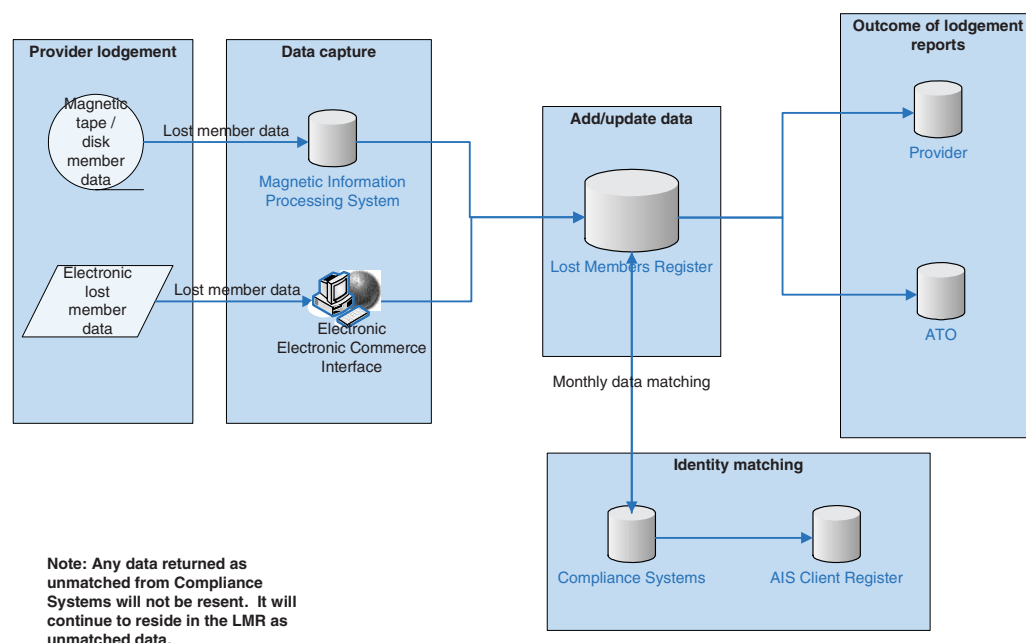 Provider lodgement
Magnetic
tape /
disk
member
data
Lost member data
Electronic
lost
member
data
Lost member data
Data capture
Magnetic Information
Processing System
Electronic
Electronic Commerce
Interface
Add/update data
Lost Members Register
Monthly data matching
Outcome of lodgement
reports
Provider
ATO
Identity matching
Compliance Systems
AIS Client Register
Note: Any data returned as
unmatched from Compliance
Systems will not be resent. It will
continue to reside in the LMR as
unmatched data.